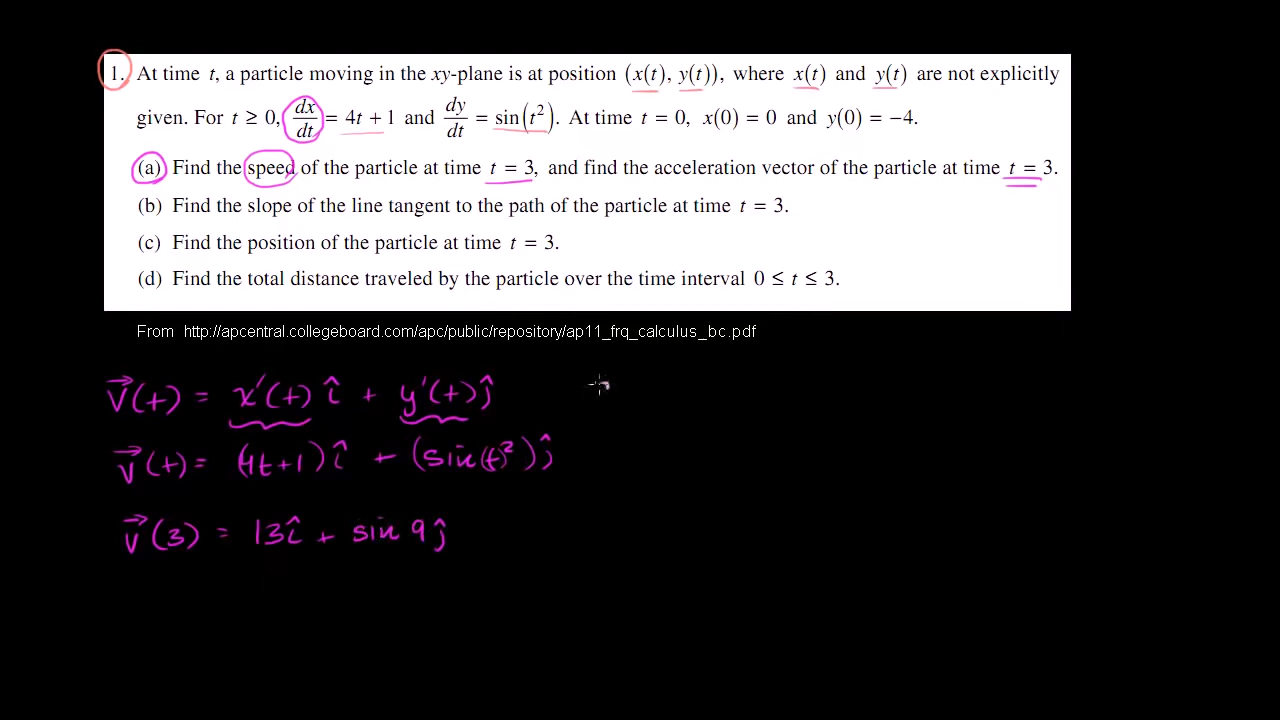 1. At time t, a particle moving in the xy-plane is at position (x(t), y(t)), where x(t) and y(t) are not explicitly
given. For t ≥ 0, dx/dt = 4t + 1 and dy/dt = sin(t²). At time t = 0, x(0) = 0 and y(0) = −4.
(a) Find the speed of the particle at time t = 3, and find the acceleration vector of the particle at time t = 3.
(b) Find the slope of the line tangent to the path of the particle at time t = 3.
(c) Find the position of the particle at time t = 3.
(d) Find the total distance traveled by the particle over the time interval 0 ≤ t ≤ 3.
From http://apcentral.collegeboard.com/apc/public/repository/ap11_frq_calculus_bc.pdf
v⃗(t) = x'(t) î + y'(t) ĵ
v⃗(t) = (4t+1) î + (sin(t)²) ĵ
v⃗(3) = 13 î + sin 9 ĵ